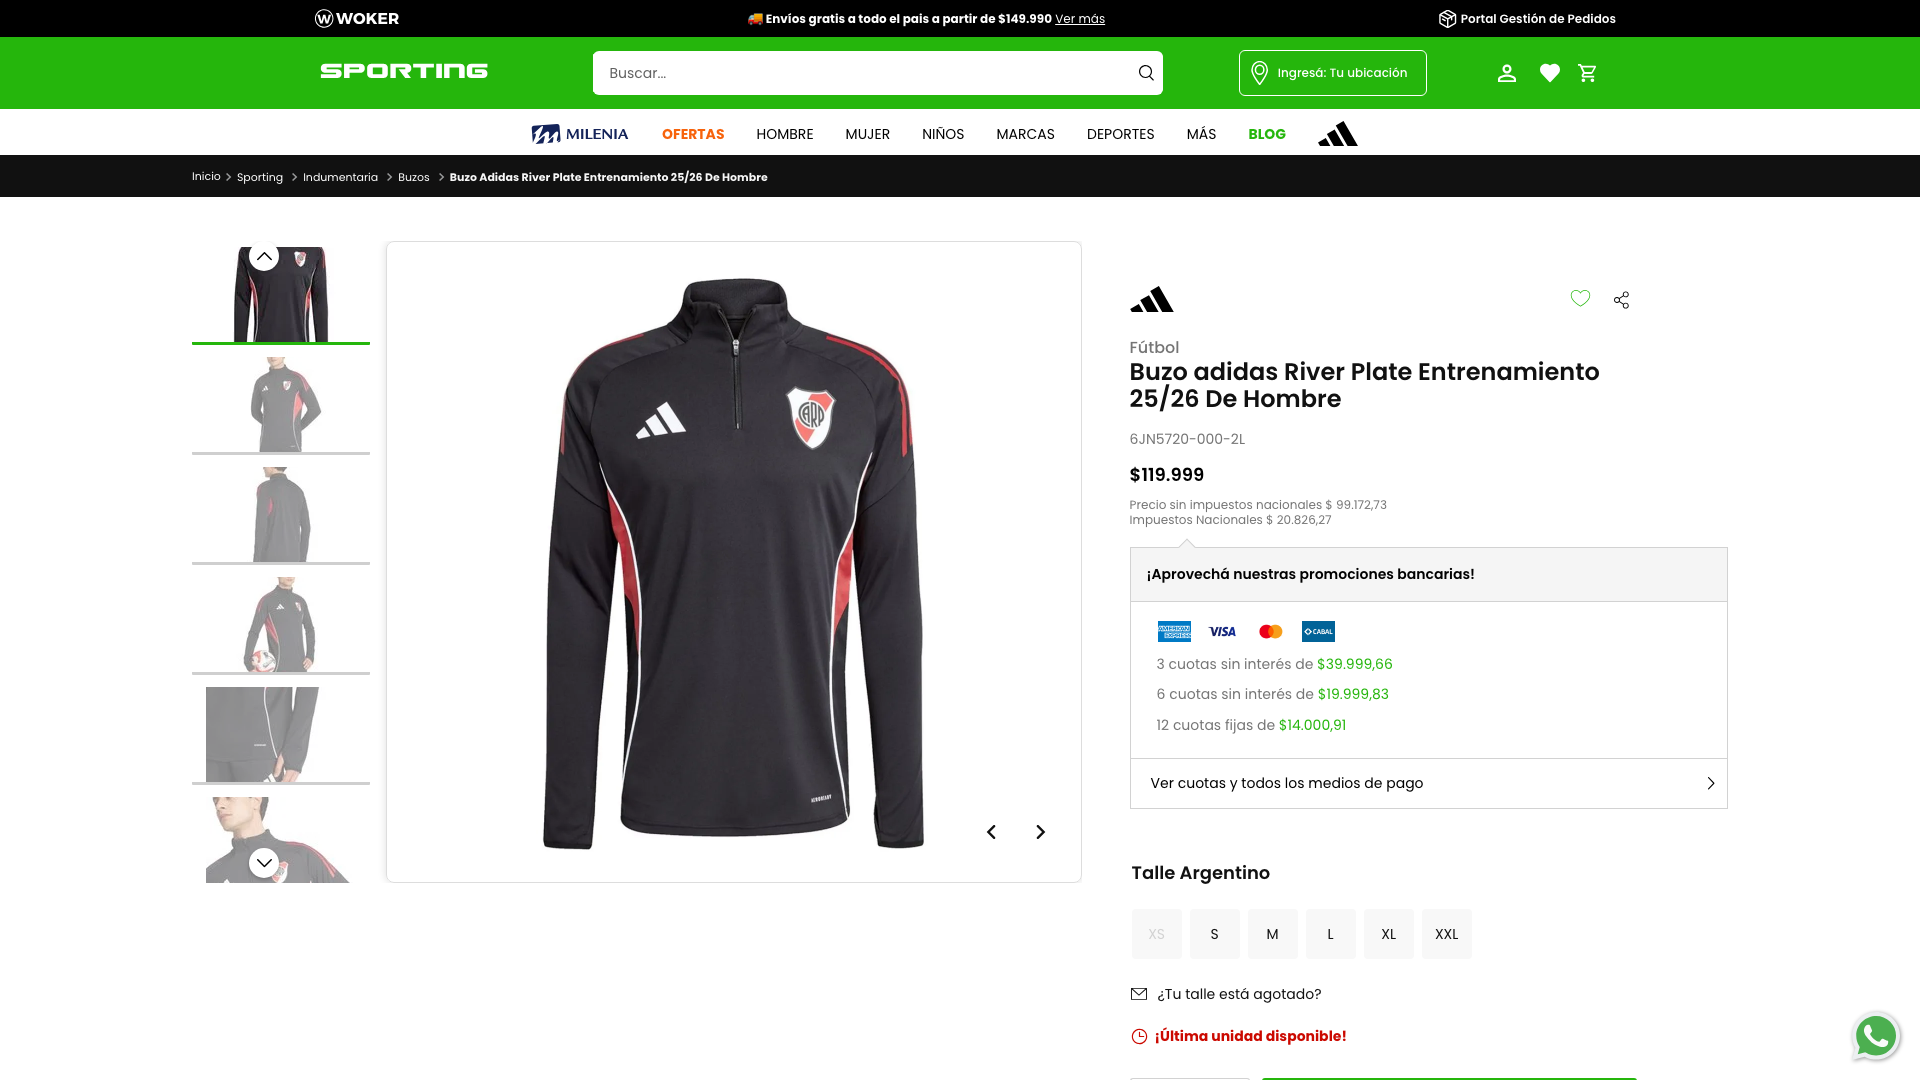 WOKER
Envíos gratis a todo el pais a partir de $149.990 Ver más
Portal Gestión de Pedidos
SPORTING
Buscar...
Ingresá: Tu ubicación
MILENIA
OFERTAS
HOMBRE
MUJER
NIÑOS
MARCAS
DEPORTES
MÁS
BLOG
Inicio > Sporting > Indumentaria > Buzos > Buzo Adidas River Plate Entrenamiento 25/26 De Hombre
CARP
AEROREADY
Fútbol
Buzo adidas River Plate Entrenamiento
25/26 De Hombre
6JN5720-000-2L
$119.999
Precio sin impuestos nacionales $ 99.172,73
Impuestos Nacionales $ 20.826,27
¡Aprovechá nuestras promociones bancarias!
AMERICAN EXPRESS
VISA
CABAL
3 cuotas sin interés de $39.999,66
6 cuotas sin interés de $19.999,83
12 cuotas fijas de $14.000,91
Ver cuotas y todos los medios de pago
Talle Argentino
XS
S
M
L
XL
XXL
¿Tu talle está agotado?
¡Última unidad disponible!